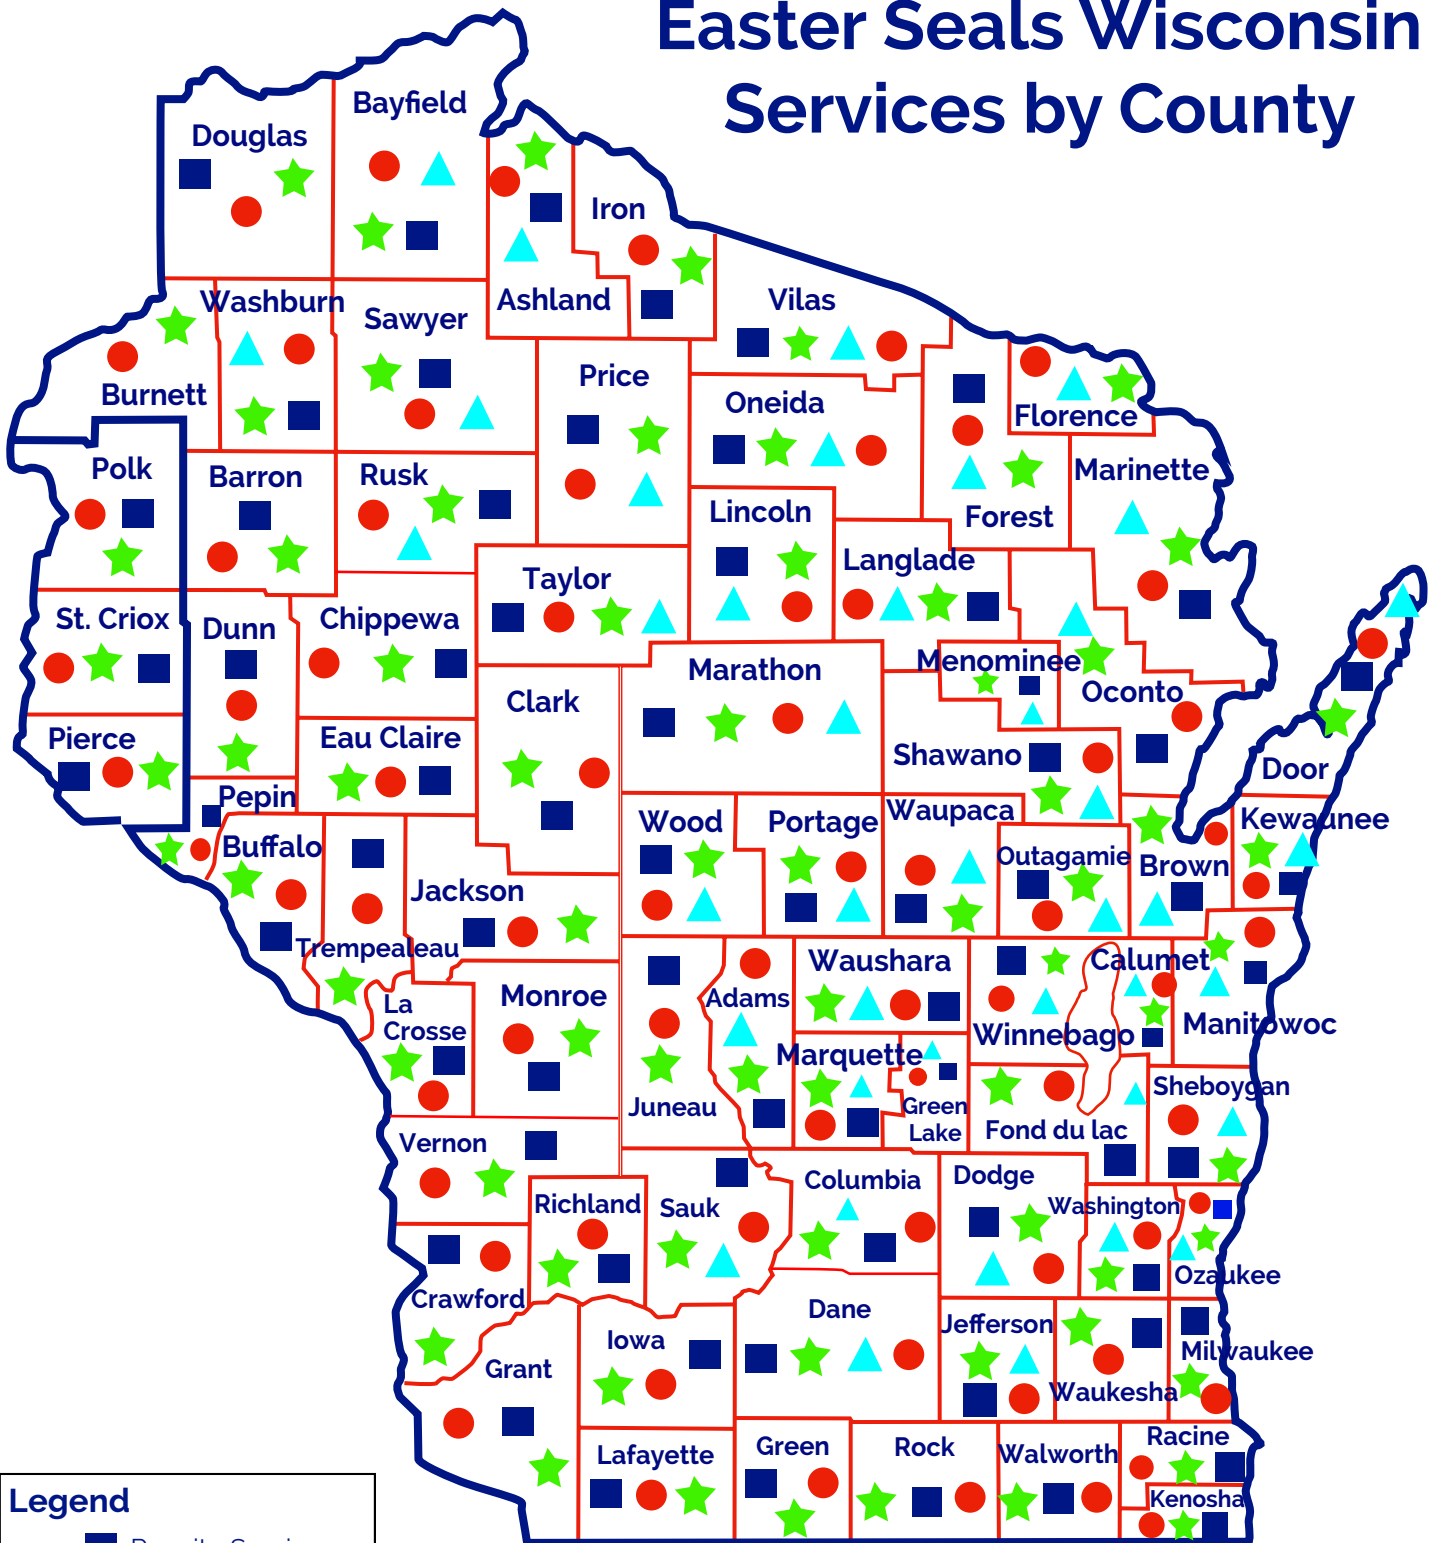 Easter Seals Wisconsin
Services by County
Bayfield
Douglas
Iron
Ashland
Vilas
Washburn
Sawyer
Burnett
Price
Oneida
Florence
Polk
Barron
Rusk
Marinette
Lincoln
Forest
Langlade
Taylor
St. Criox
Dunn
Chippewa
Menominee
Marathon
Oconto
Clark
Pierce
Eau Claire
Shawano
Door
Pepin
Wood
Portage
Waupaca
Kewaunee
Buffalo
Outagamie
Brown
Jackson
Trempealeau
Waushara
Calumet
Monroe
Adams
La
Crosse
Winnebago
Manitowoc
Marquette
Sheboygan
Juneau
Green
Lake
Fond du lac
Vernon
Columbia
Dodge
Richland
Sauk
Washington
Ozaukee
Crawford
Dane
Jefferson
Iowa
Milwaukee
Grant
Waukesha
Lafayette
Green
Rock
Walworth
Racine
Kenosha
Legend